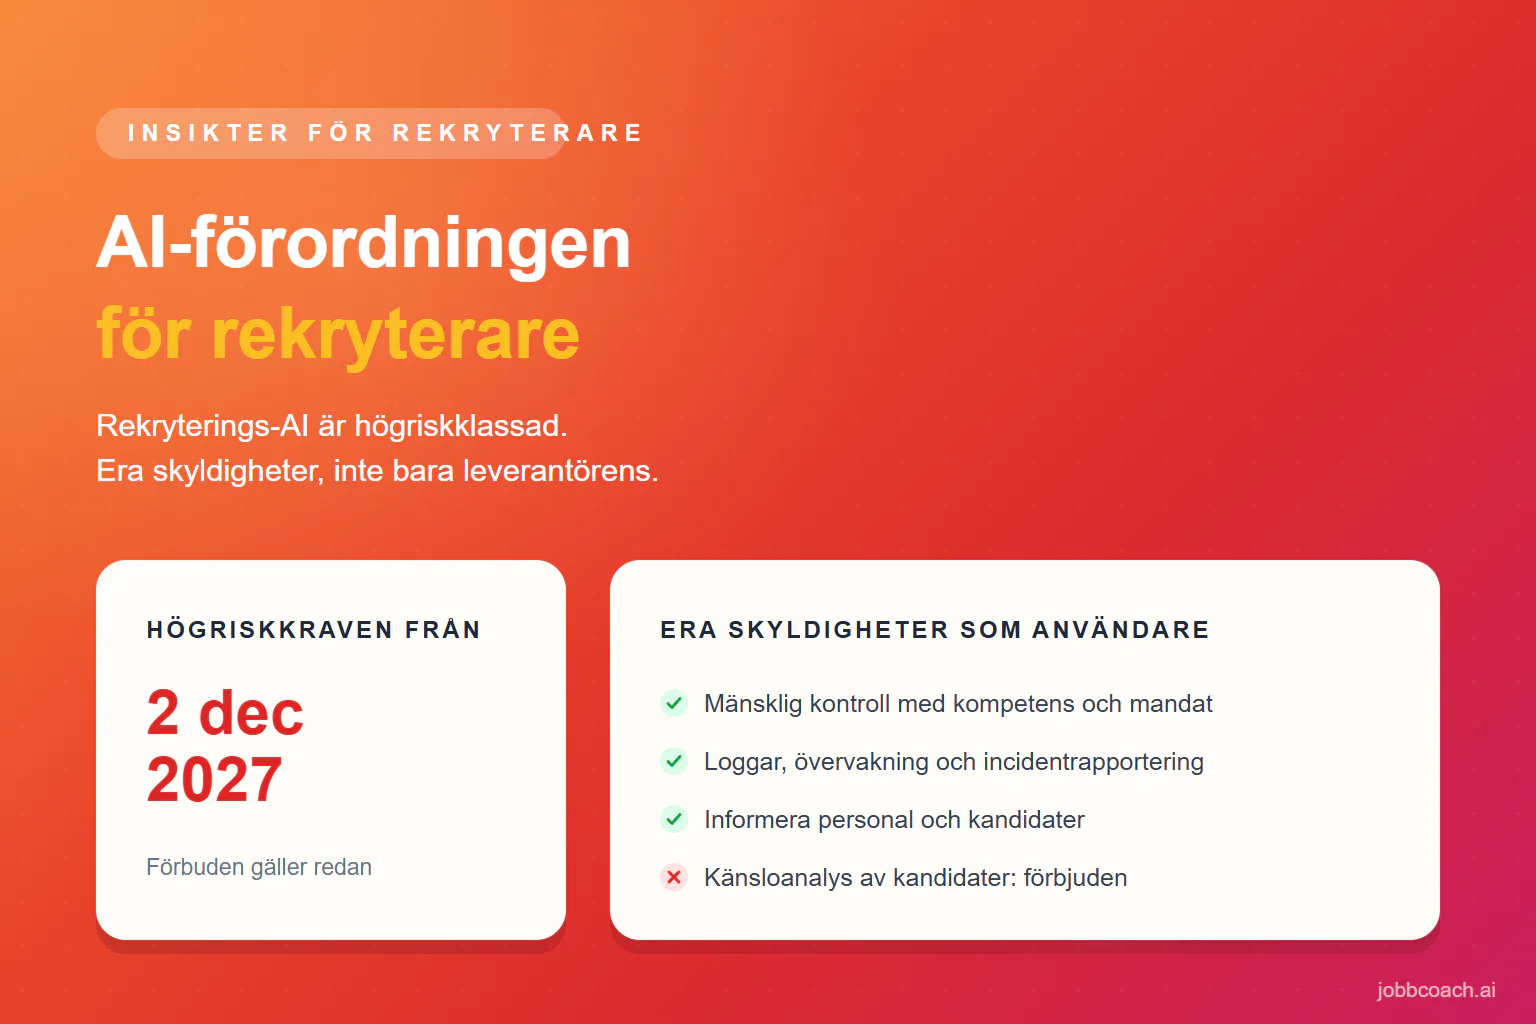 INSIKTER FÖR REKRYTERARE
AI-förordningen
för rekryterare
Rekryterings-AI är högriskklassad.
Era skyldigheter, inte bara leverantörens.
HÖGRISKKRAVEN FRÅN
2 dec
2027
Förbuden gäller redan
ERA SKYLDIGHETER SOM ANVÄNDARE
Mänsklig kontroll med kompetens och mandat
Loggar, övervakning och incidentrapportering
Informera personal och kandidater
Känsloanalys av kandidater: förbjuden
jobbcoach.ai